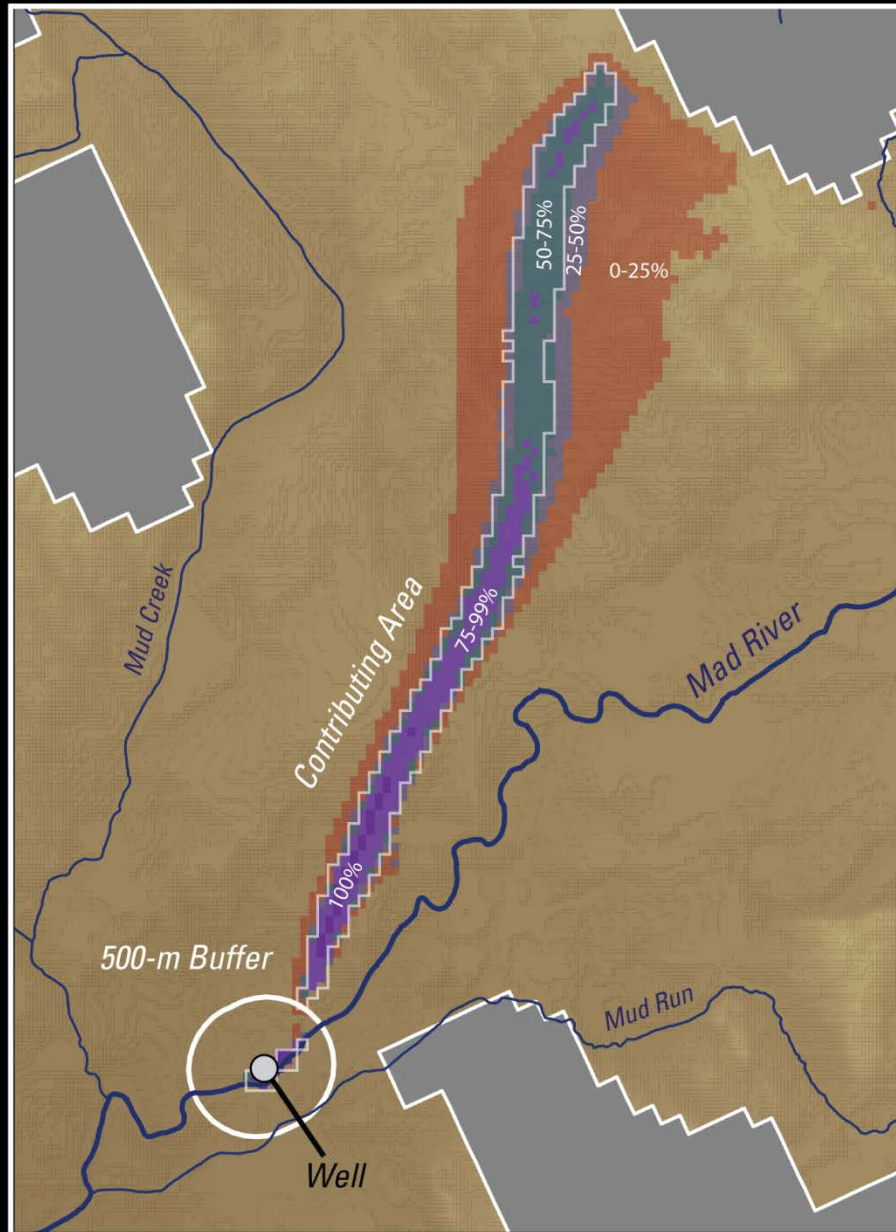 50-75%
25-50%
0-25%
Mud Creek
Contributing Area
75-99%
Mad River
100%
500-m Buffer
Mud Run
Well